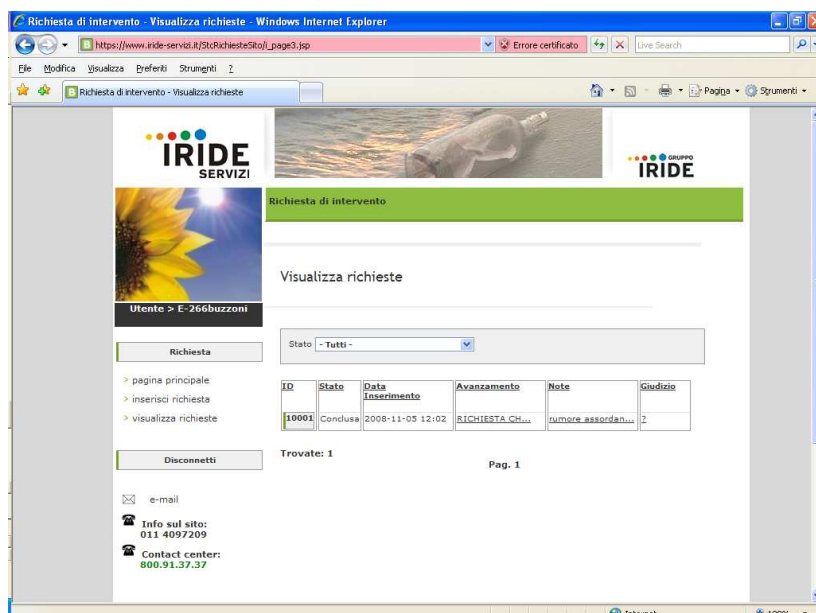 Richiesta di intervento - Visualizza richieste - Windows Internet Explorer
https://www.iride-servizi.it/StcRichiesteSito/i_page3.jsp
Errore certificato
Live Search
File Modifica Visualizza Preferiti Strumenti ?
Richiesta di intervento - Visualizza richieste
Pagina
Strumenti
IRIDE
SERVIZI
GRUPPO
IRIDE
Richiesta di intervento
Visualizza richieste
Utente > E-266buzzoni
Stato - Tutti -
Richiesta
> pagina principale
> inserisci richiesta
> visualizza richieste
ID Stato Data Inserimento Avanzamento Note Giudizio
10001 Conclusa 2008-11-05 12:02 RICHIESTA CH... rumore assordan... ?
Trovate: 1
Pag. 1
Disconnetti
e-mail
Info sul sito:
011 4097209
Contact center:
800.91.37.37